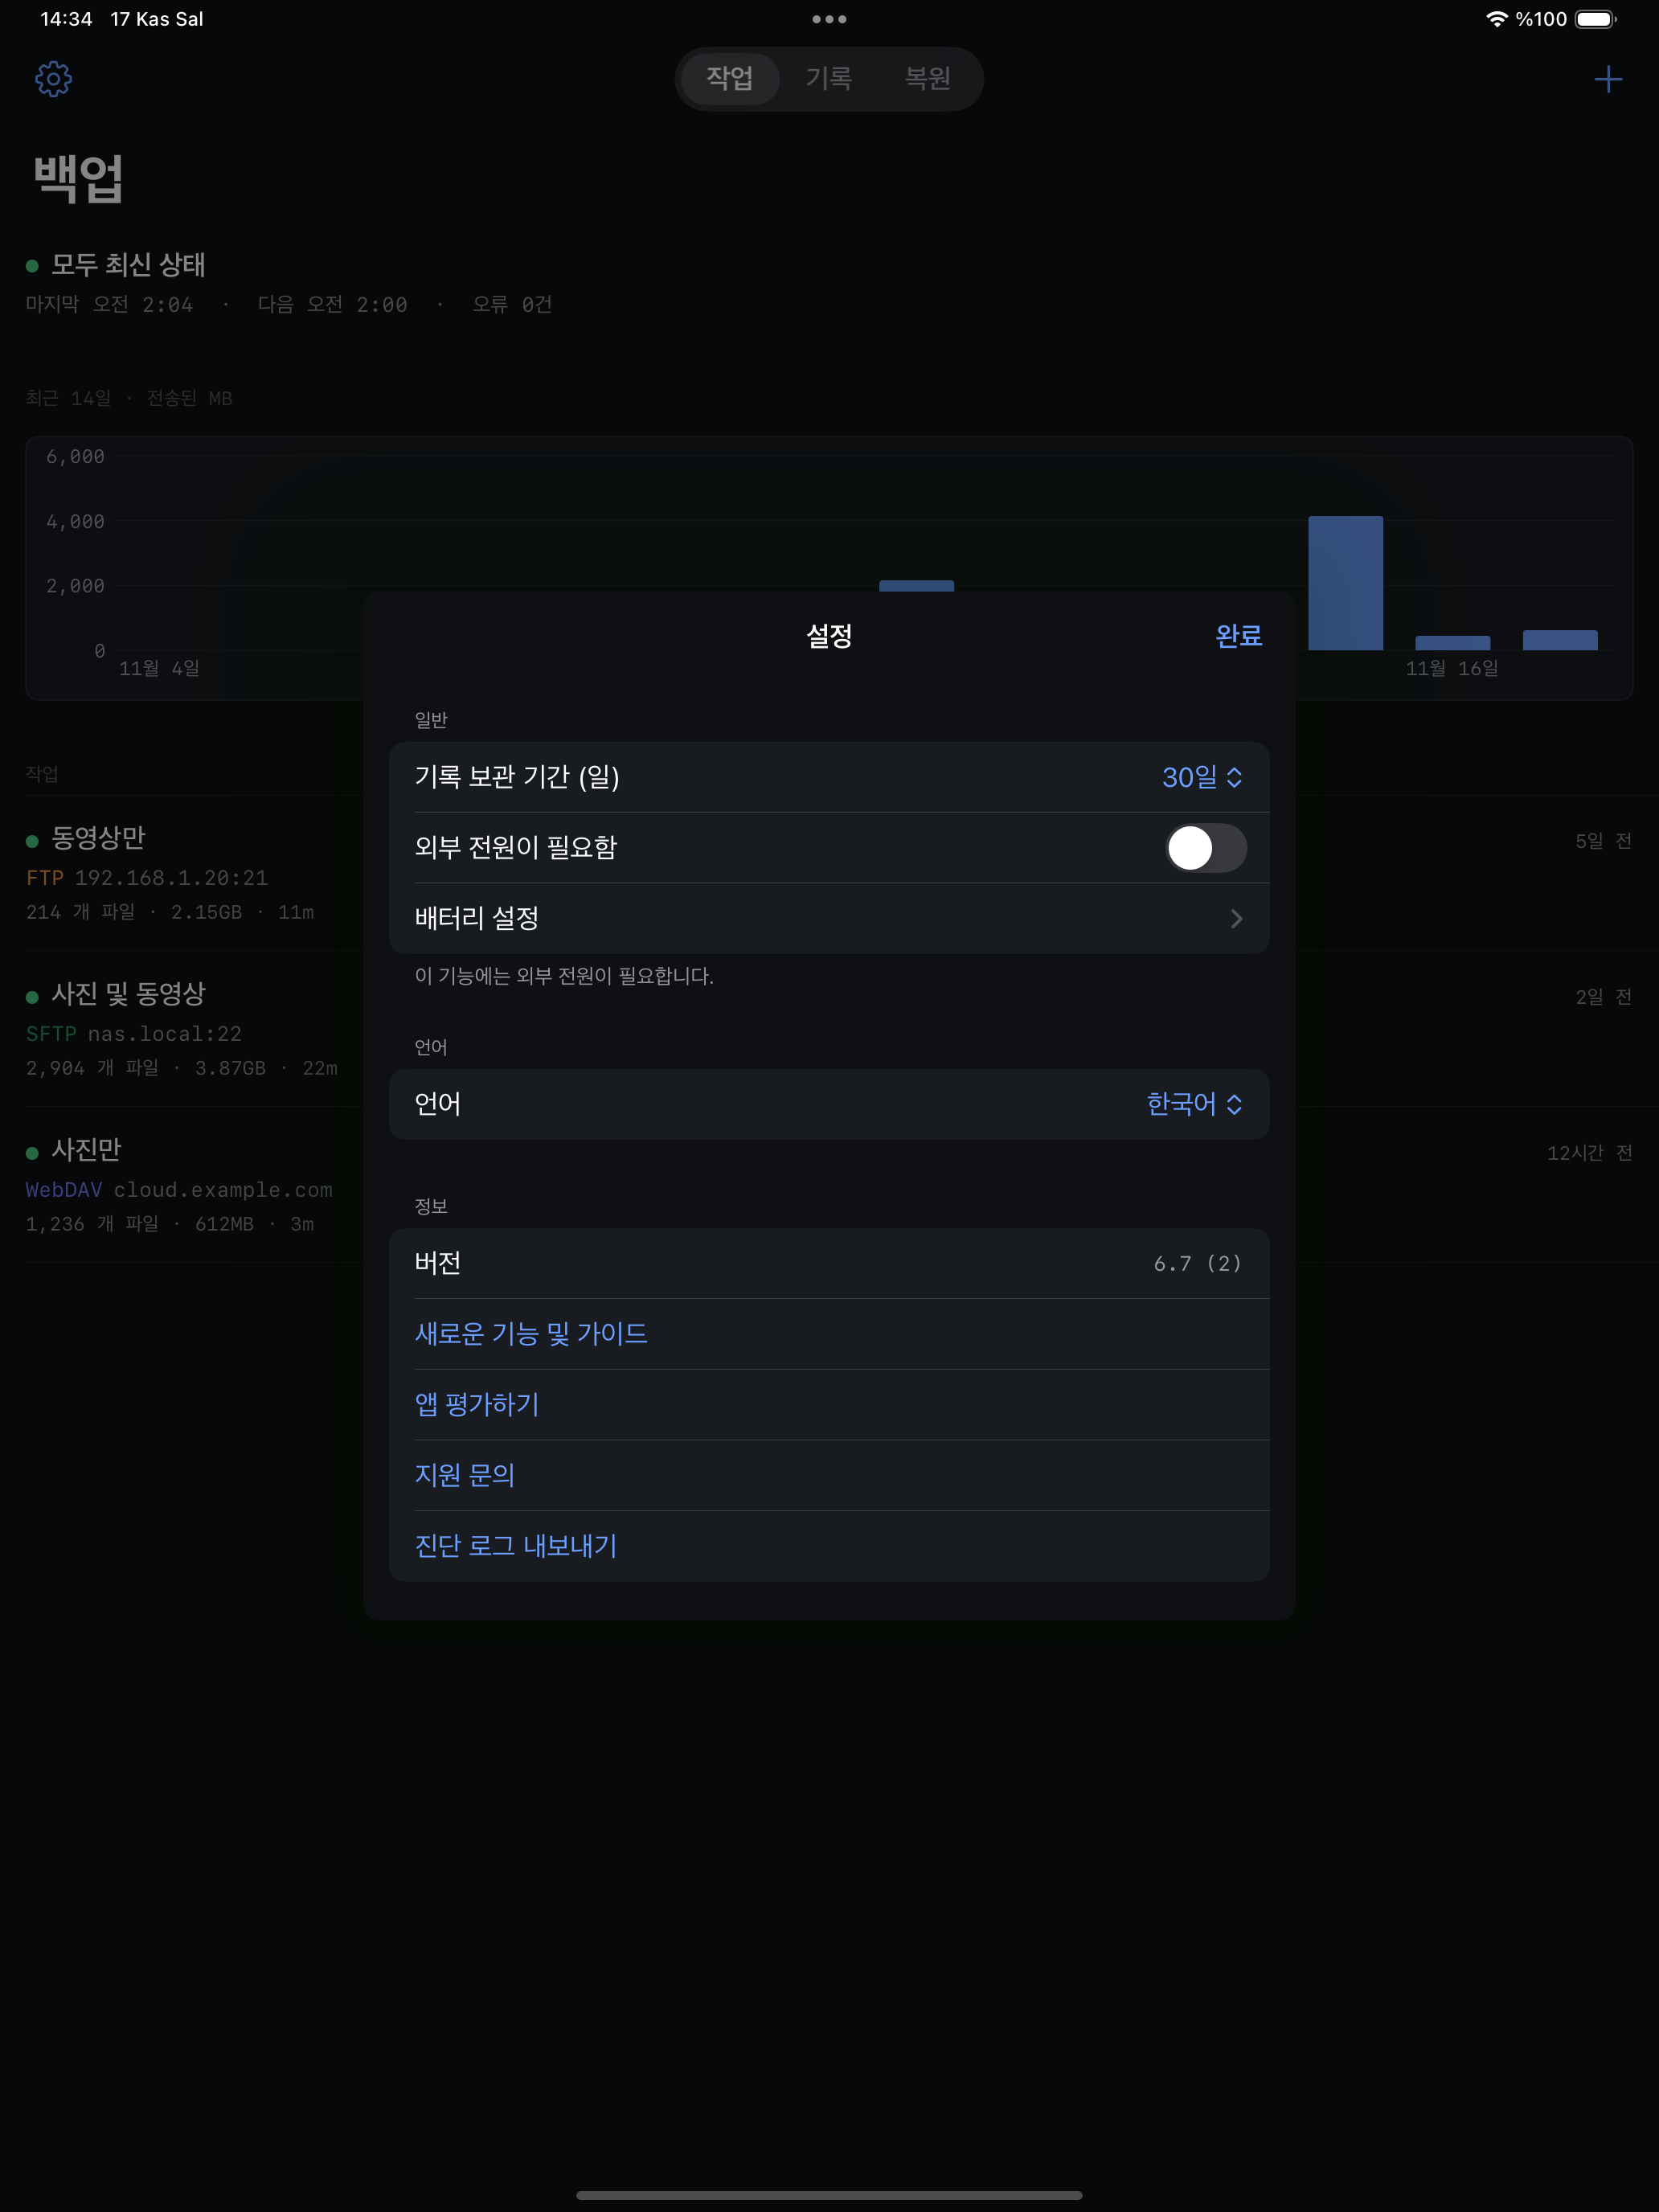 14:34 17 Kas Sal
%100
작업 기록 복원
백업
모두 최신 상태
마지막 오전 2:04 · 다음 오전 2:00 · 오류 0건
최근 14일 · 전송된 MB
6,000
4,000
2,000
0
11월 4일
11월 16일
작업
동영상만
5일 전
FTP 192.168.1.20:21
214 개 파일 · 2.15GB · 11m
사진 및 동영상
2일 전
SFTP nas.local:22
2,904 개 파일 · 3.87GB · 22m
사진만
12시간 전
WebDAV cloud.example.com
1,236 개 파일 · 612MB · 3m
설정
완료
일반
기록 보관 기간 (일) 30일
외부 전원이 필요함
배터리 설정
이 기능에는 외부 전원이 필요합니다.
언어
언어 한국어
정보
버전 6.7 (2)
새로운 기능 및 가이드
앱 평가하기
지원 문의
진단 로그 내보내기